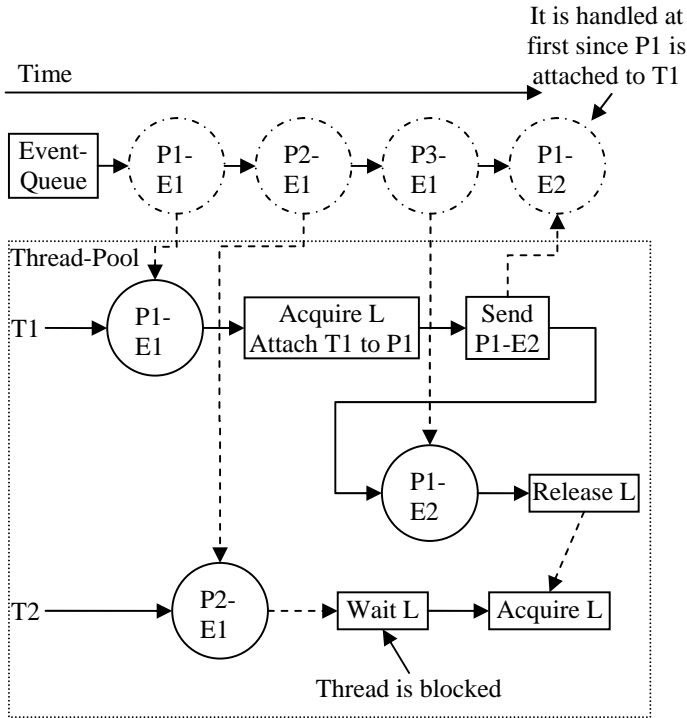 It is handled at
first since P1 is
attached to T1
Time
Event-
Queue
P1-
E1
P2-
E1
P3-
E1
P1-
E2
Thread-Pool
T1
P1-
E1
Acquire L
Attach T1 to P1
Send
P1-E2
P1-
E2
Release L
T2
P2-
E1
Wait L
Acquire L
Thread is blocked